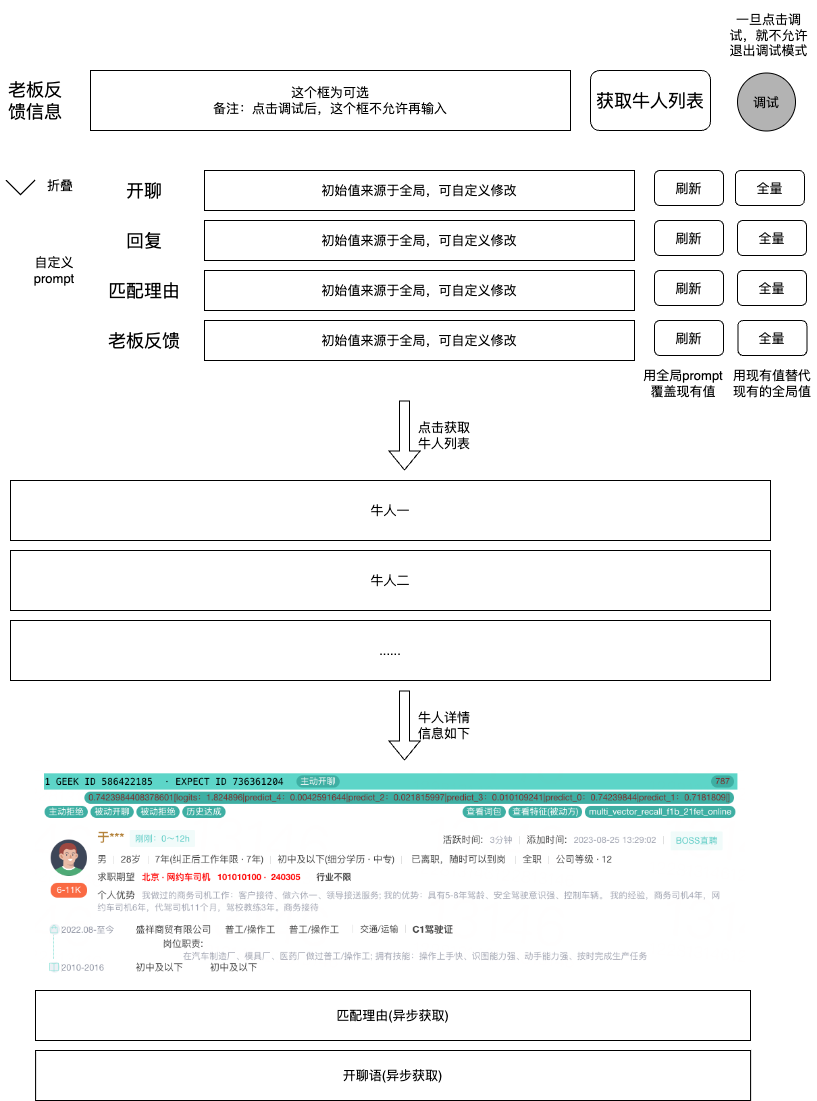 一旦点击调
试，就不允许
退出调试模式
老板反
馈信息
这个框为可选
备注：点击调试后，这个框不允许再输入
获取牛人列表
调试
折叠
开聊
初始值来源于全局，可自定义修改
刷新
全量
回复
初始值来源于全局，可自定义修改
刷新
全量
自定义
prompt
匹配理由
初始值来源于全局，可自定义修改
刷新
全量
老板反馈
初始值来源于全局，可自定义修改
刷新
全量
用全局prompt
覆盖现有值
用现有值替代
现有的全局值
点击获取
牛人列表
牛人一
牛人二
......
牛人详情
信息如下
1 GEEK ID 586422185 · EXPECT ID 736361204 主动开聊 787
0.7423984408378601|logits：1.824896|predict_4：0.0042591644|predict_2：0.021815997|predict_3：0.010109241|predict_0：0.74239844|predict_1：0.7181809||
主动拒绝 被动开聊 被动拒绝 历史达成 查看词包 查看特征(被动方) multi_vector_recall_f1b_21fet_online
于*** 刚刚：0～12h 活跃时间：3分钟 添加时间：2023-08-25 13:29:02 BOSS直聘
男 28岁 7年(纠正后工作年限 · 7年) 初中及以下(细分学历 · 中专) 已离职，随时可以到岗 全职 公司等级 · 12
求职期望 北京 · 网约车司机 101010100 · 240305 行业不限
6-11K
个人优势 我做过的商务司机工作：客户接待、做六休一、领导接送服务; 我的优势：具有5-8年驾龄、安全驾驶意识强、控制车辆。 我的经验，商务司机4年，网
约车司机6年，代驾司机11个月，驾校教练3年。商务接待
2022.08-至今 盛祥商贸有限公司 普工/操作工 普工/操作工 交通/运输 C1驾驶证
岗位职责:
在汽车制造厂、模具厂、医药厂做过普工/操作工; 拥有技能：操作上手快、识图能力强、动手能力强、按时完成生产任务
2010-2016 初中及以下 初中及以下
匹配理由(异步获取)
开聊语(异步获取)